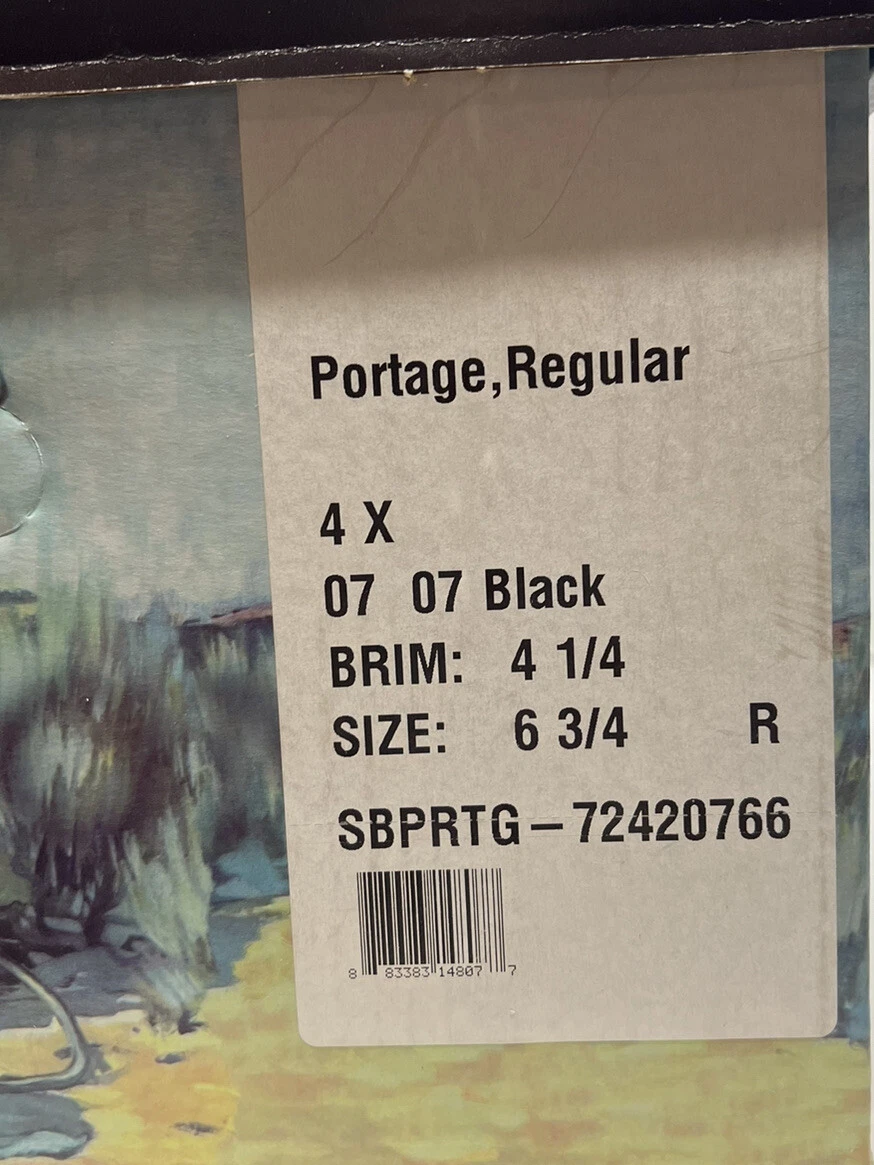 Portage,Regular
4 X
07 07 Black
BRIM: 4 1/4
SIZE: 6 3/4 R
SBPRTG – 72420766
8 83383 14807 7